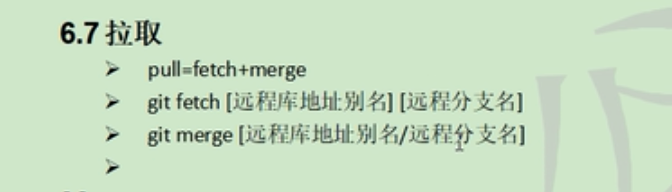 6.7 拉取
➢ pull=fetch+merge
➢ git fetch [远程库地址别名] [远程分支名]
➢ git merge [远程库地址别名/远程分支名]
➢